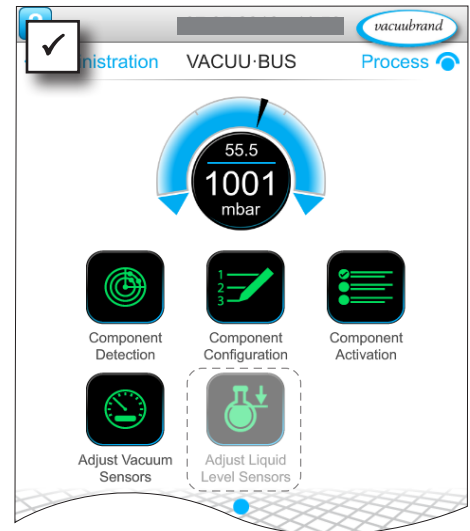 vacuubrand
nistration VACUU·BUS Process
55.5
1001
mbar
1
2
3
Component
Detection
Component
Configuration
Component
Activation
Adjust Vacuum
Sensors
Adjust Liquid
Level Sensors